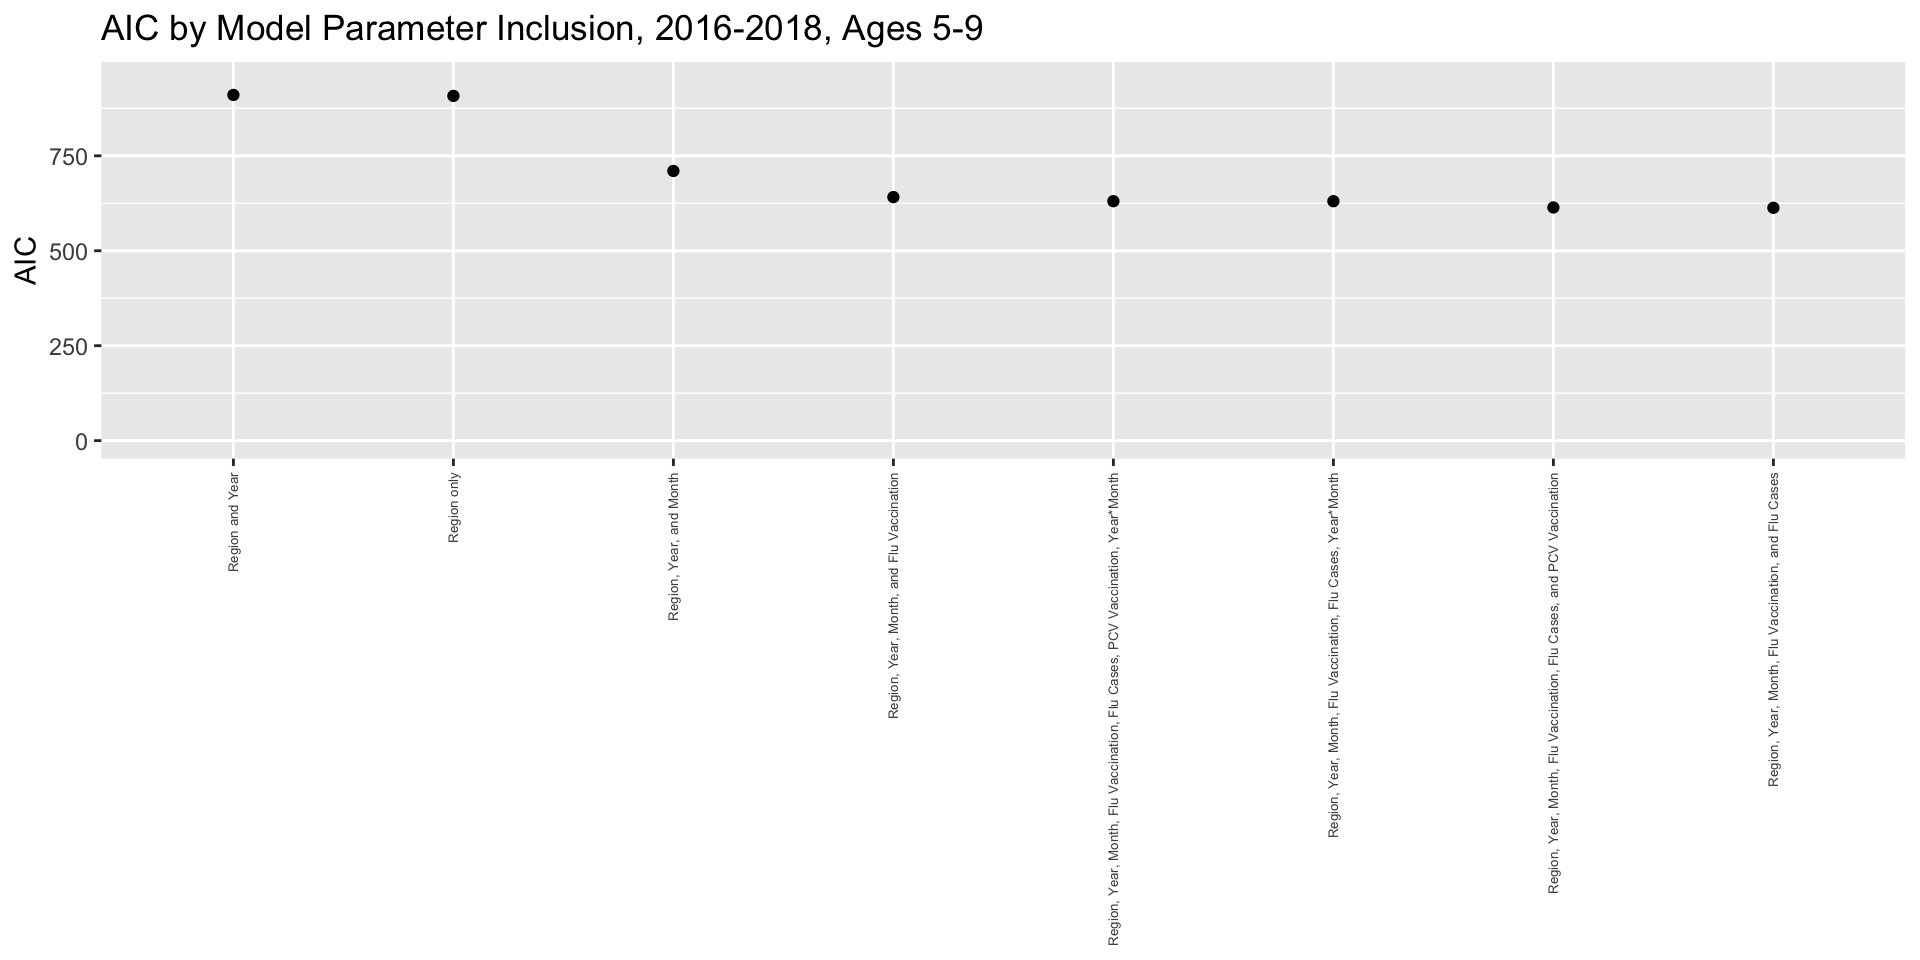 AIC by Model Parameter Inclusion, 2016-2018, Ages 5-9
AIC
750
500
250
0
Region and Year
Region only
Region, Year, and Month
Region, Year, Month, and Flu Vaccination
Region, Year, Month, Flu Vaccination, Flu Cases, PCV Vaccination, Year*Month
Region, Year, Month, Flu Vaccination, Flu Cases, Year*Month
Region, Year, Month, Flu Vaccination, Flu Cases, and PCV Vaccination
Region, Year, Month, Flu Vaccination, and Flu Cases